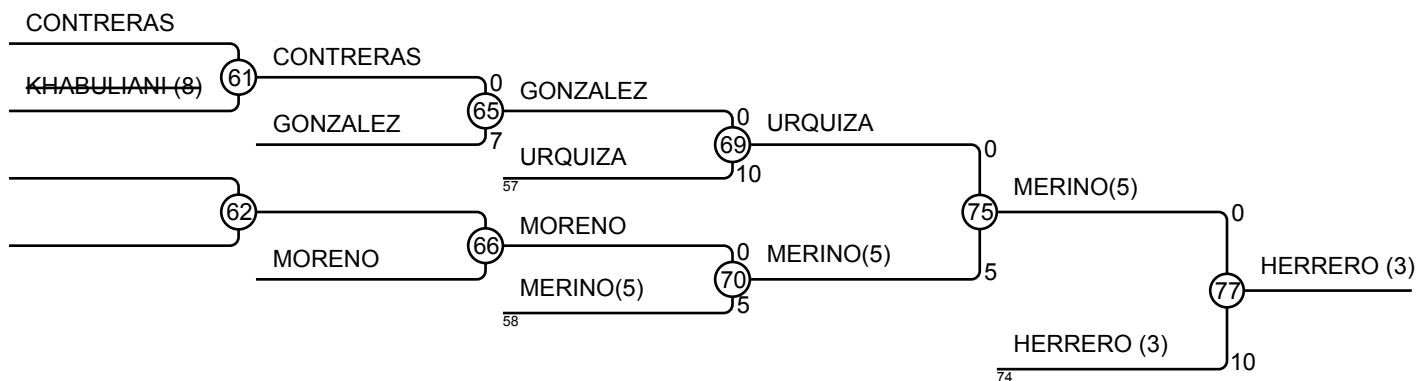 CONTRERAS
KHABULIANI (8)
61
CONTRERAS
0
65
7
GONZALEZ
GONZALEZ
0
69
10
URQUIZA
57
URQUIZA
0
75
5
62
MORENO
66
MORENO
0
70
5
MERINO(5)
58
MERINO(5)
MERINO(5)
0
77
10
HERRERO (3)
74
HERRERO (3)